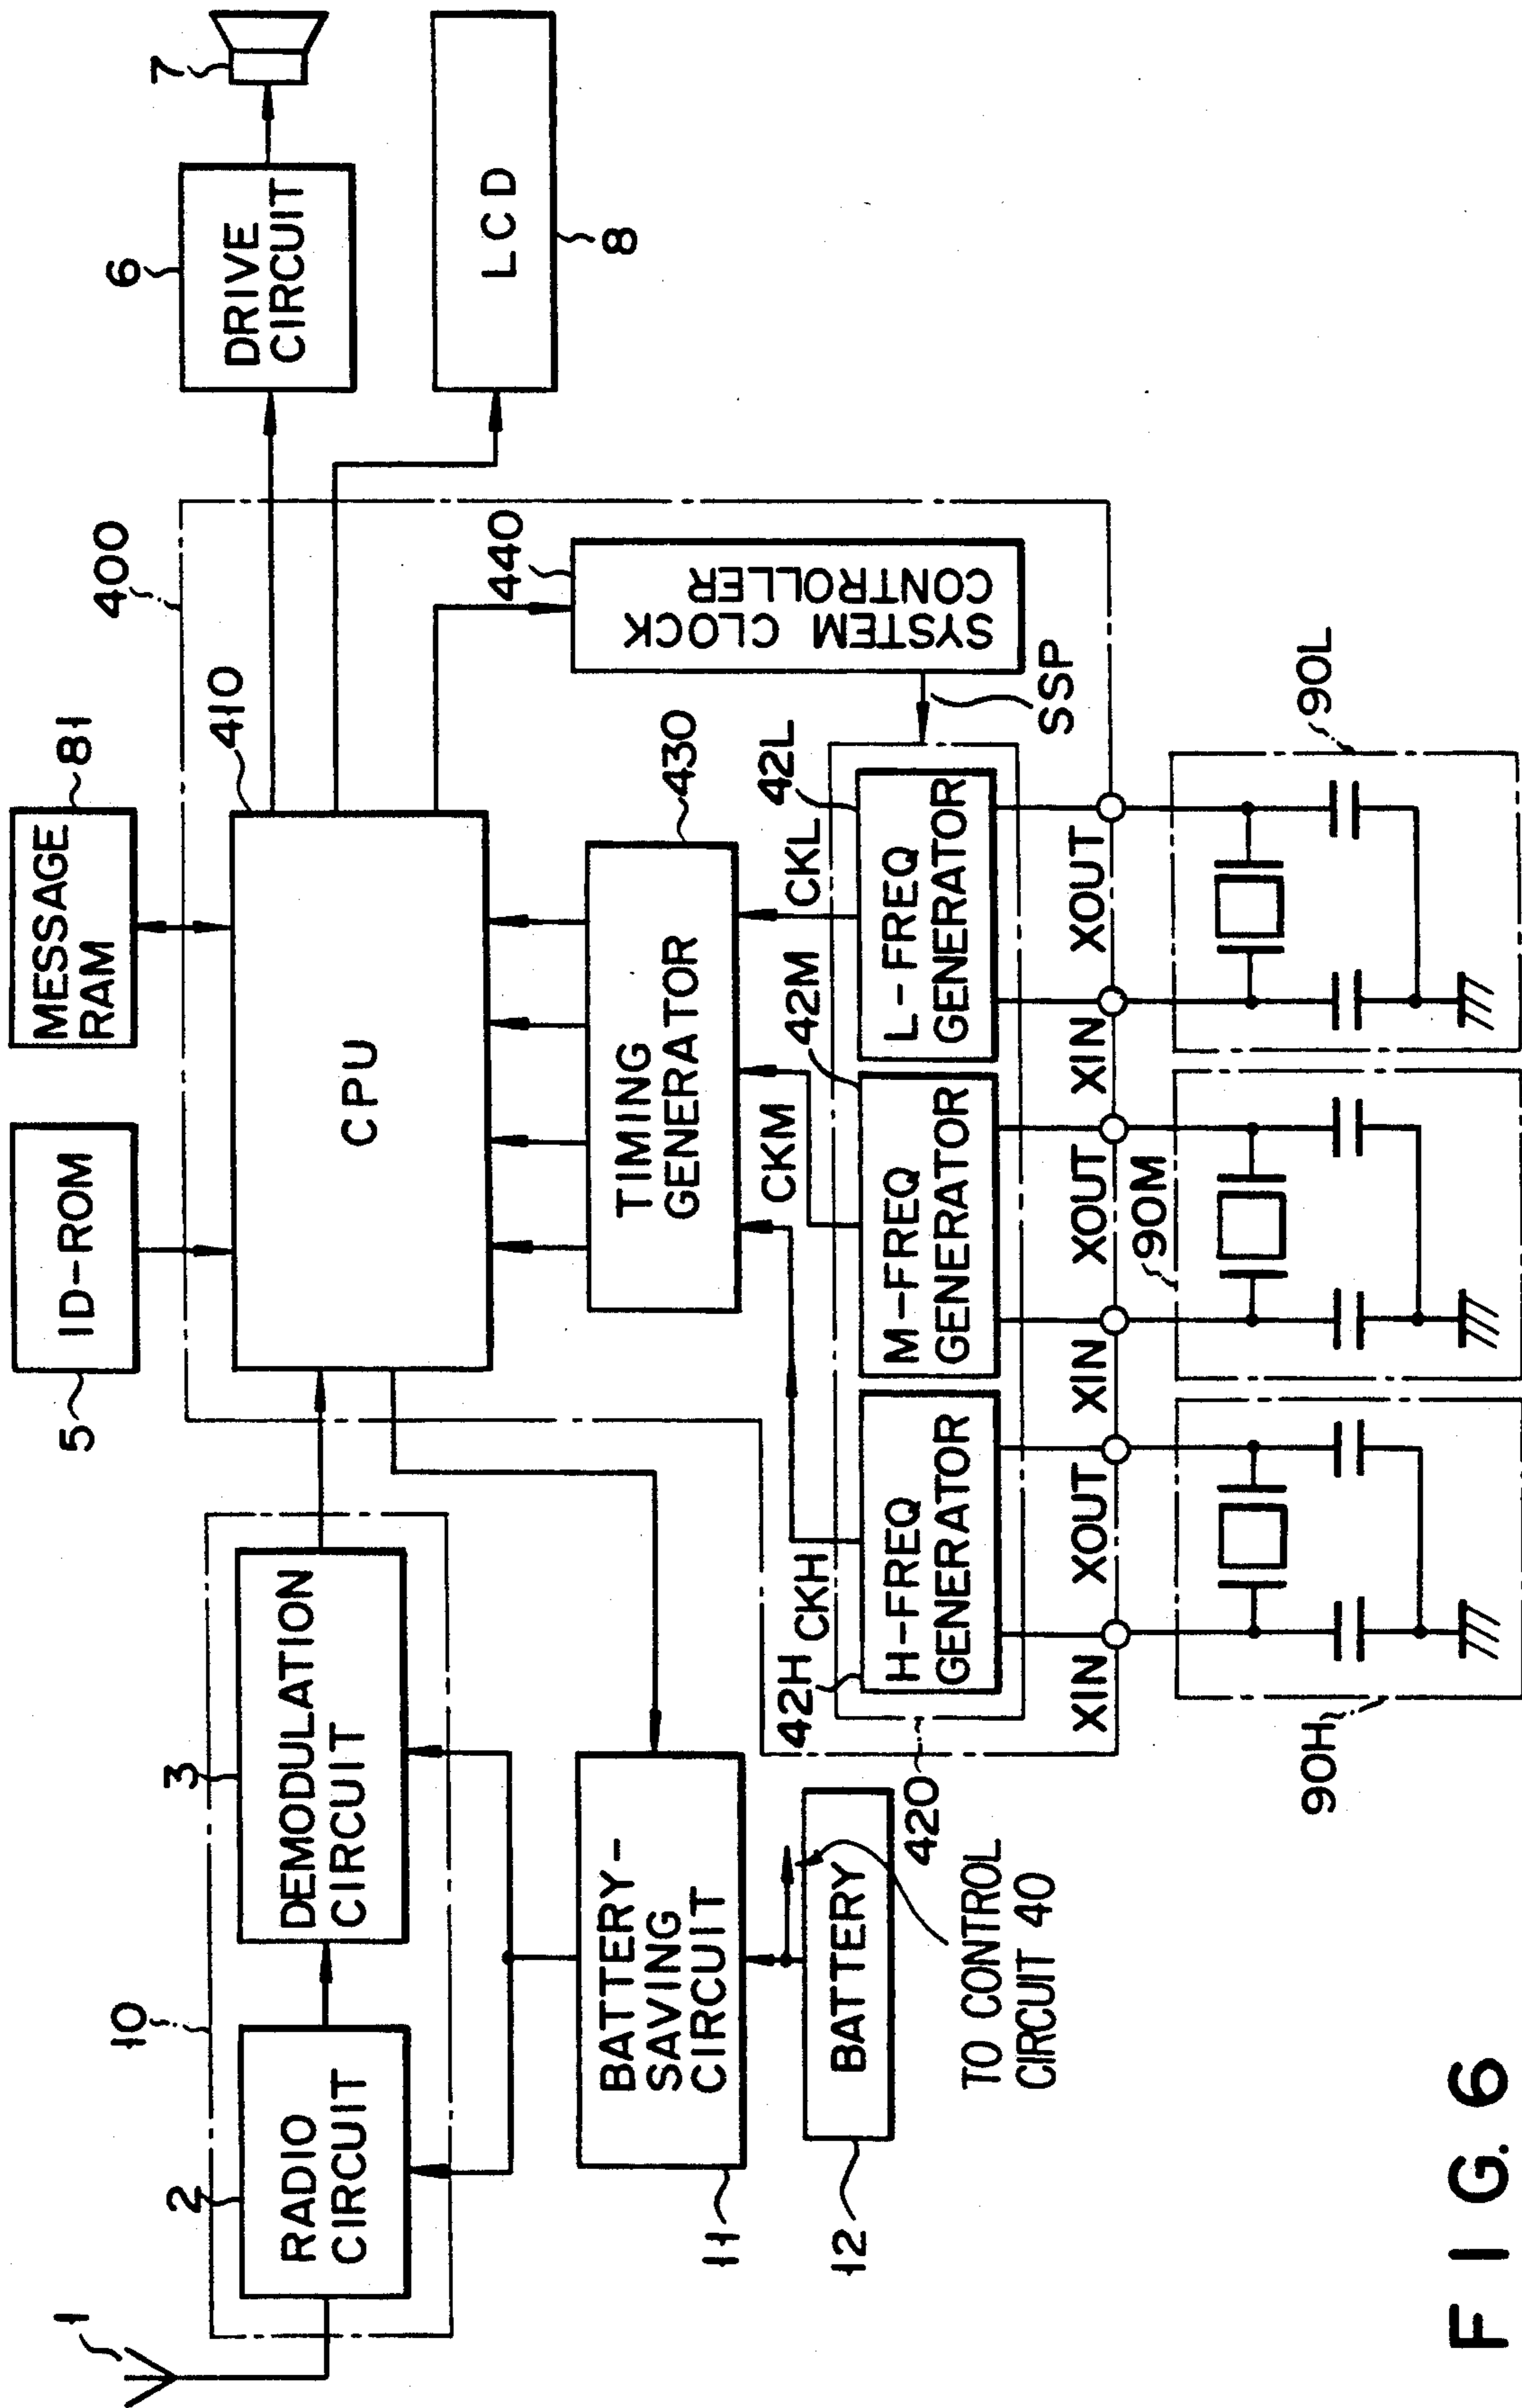 1
10
2
RADIO
CIRCUIT
3
DEMODULATION
CIRCUIT
5
ID-ROM
MESSAGE
RAM
81
410
400
CPU
6
DRIVE
CIRCUIT
7
LCD
8
11
BATTERY-
SAVING
CIRCUIT
12
BATTERY
TO CONTROL
CIRCUIT 40
TIMING
GENERATOR
430
440
SYSTEM CLOCK
CONTROLLER
SSP
CKH
CKM
CKL
420
42H
H-FREQ
GENERATOR
42M
M-FREQ
GENERATOR
42L
L-FREQ
GENERATOR
XIN
XOUT
XIN
XOUT
XIN
XOUT
90H
90M
90L
FIG. 6